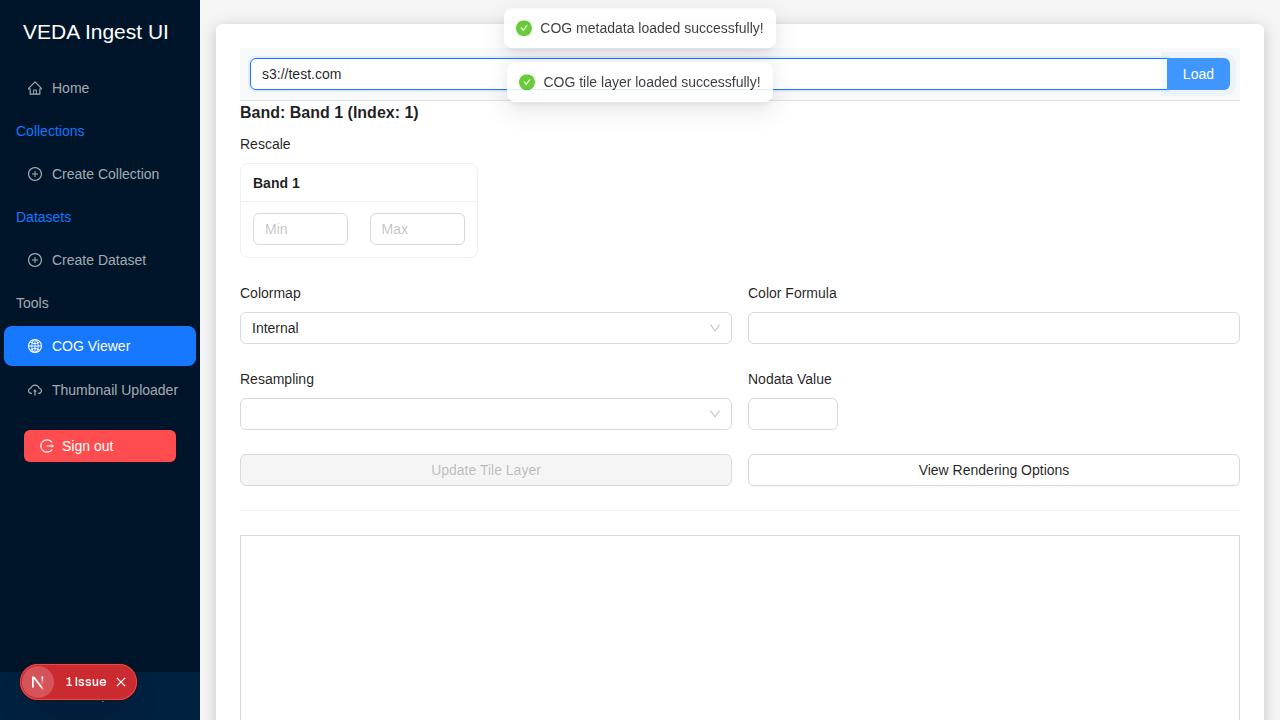 VEDA Ingest UI
Home
Collections
Create Collection
Datasets
Create Dataset
Tools
COG Viewer
Thumbnail Uploader
Sign out
1 Issue
COG metadata loaded successfully!
s3://test.com
Load
COG tile layer loaded successfully!
Band: Band 1 (Index: 1)
Rescale
Band 1
Min
Max
Colormap
Color Formula
Internal
Resampling
Nodata Value
Update Tile Layer
View Rendering Options